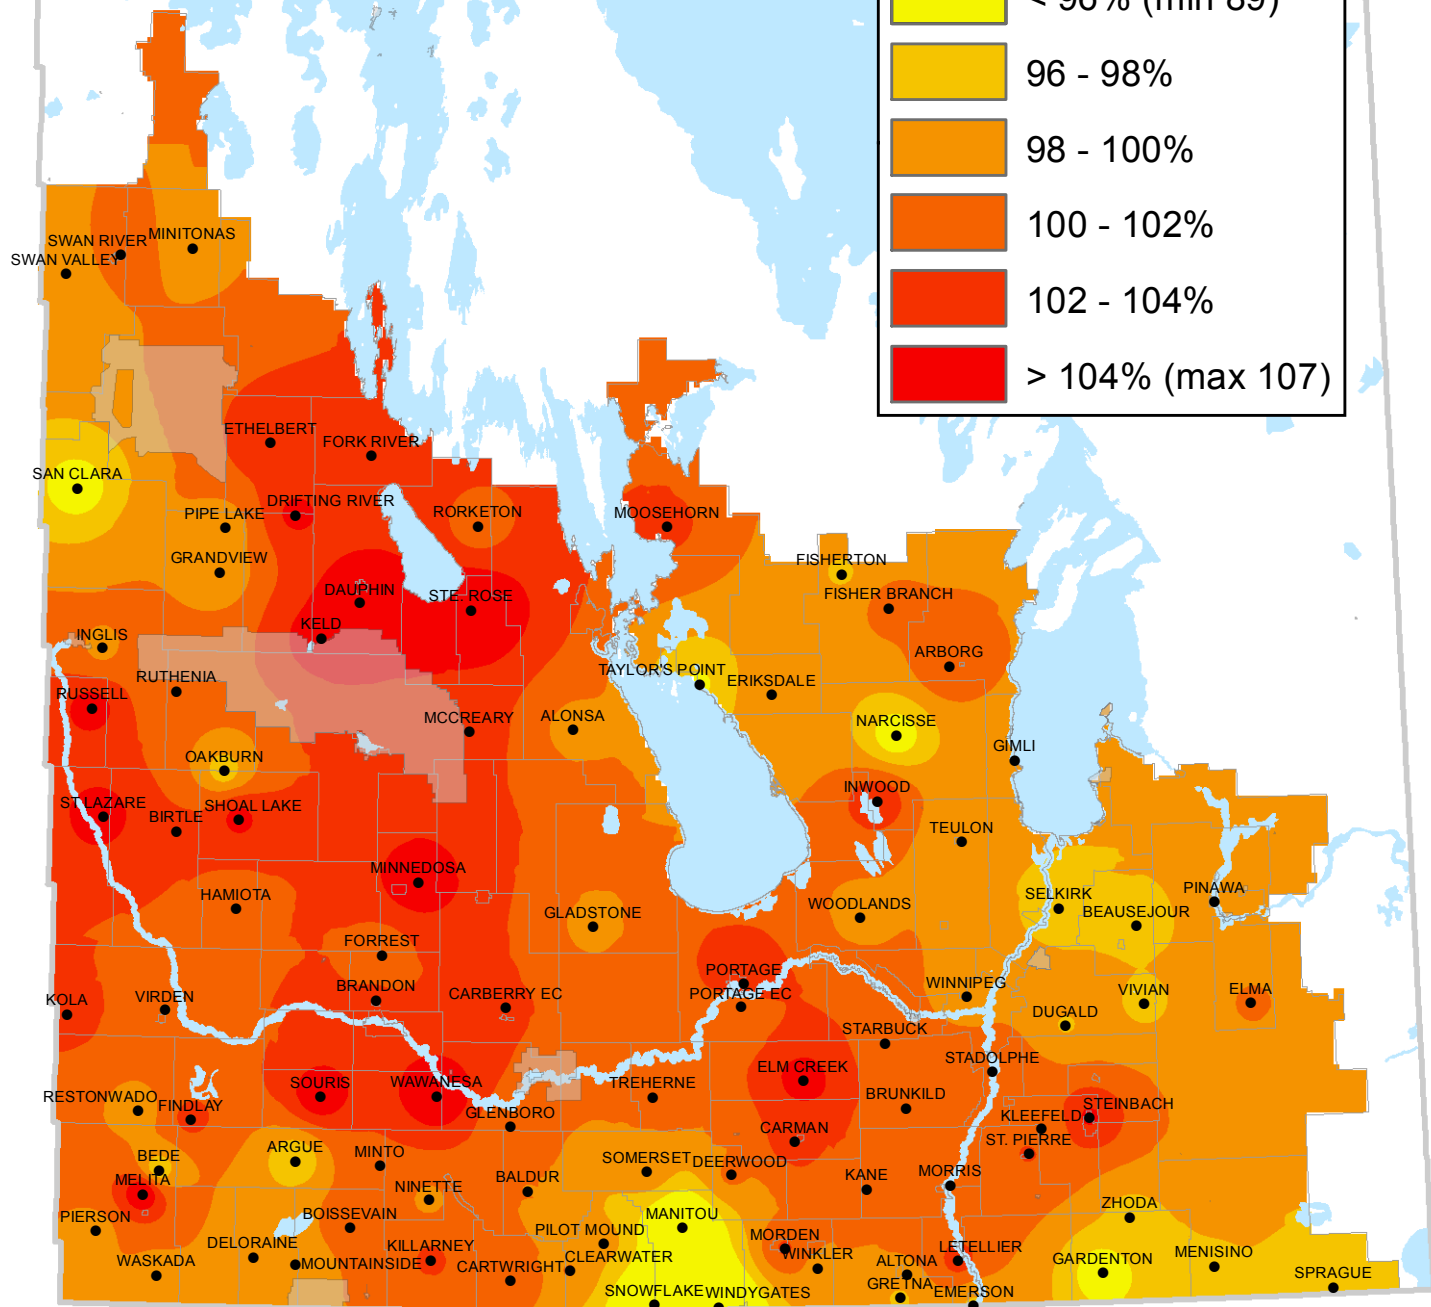 < 96% (min 89)
96 - 98%
98 - 100%
100 - 102%
102 - 104%
> 104% (max 107)
SWAN RIVER
MINITONAS
SWAN VALLEY
ETHELBERT
FORK RIVER
SAN CLARA
DRIFTING RIVER
PIPE LAKE
RORKETON
MOOSEHORN
GRANDVIEW
FISHERTON
DAUPHIN
STE. ROSE
FISHER BRANCH
KELD
INGLIS
ARBORG
RUTHENIA
TAYLOR'S POINT
ERIKSDALE
RUSSELL
MCCREARY
ALONSA
NARCISSE
GIMLI
OAKBURN
INWOOD
ST LAZARE
SHOAL LAKE
BIRTLE
TEULON
MINNEDOSA
HAMIOTA
GLADSTONE
WOODLANDS
SELKIRK
PINAWA
BEAUSEJOUR
FORREST
PORTAGE
BRANDON
CARBERRY EC
PORTAGE EC
WINNIPEG
VIVIAN
ELMA
KOLA
VIRDEN
DUGALD
STARBUCK
STADOLPHE
ELM CREEK
SOURIS
WAWANESA
TREHERNE
BRUNKILD
RESTONWADO
FINDLAY
GLENBORO
KLEEFELD
STEINBACH
CARMAN
ST. PIERRE
ARGUE
MINTO
BEDE
SOMERSET
DEERWOOD
MELITA
NINETTE
BALDUR
KANE
MORRIS
PIERSON
BOISSEVAIN
PILOT MOUND
MANITOU
ZHODA
DELORAINE
KILLARNEY
CLEARWATER
MORDEN
WINKLER
LETELLIER
WASKADA
MOUNTAINSIDE
CARTWRIGHT
ALTONA
GARDENTON
MENISINO
SPRAGUE
SNOWFLAKE
WINDYGATES
GRETNA
EMERSON